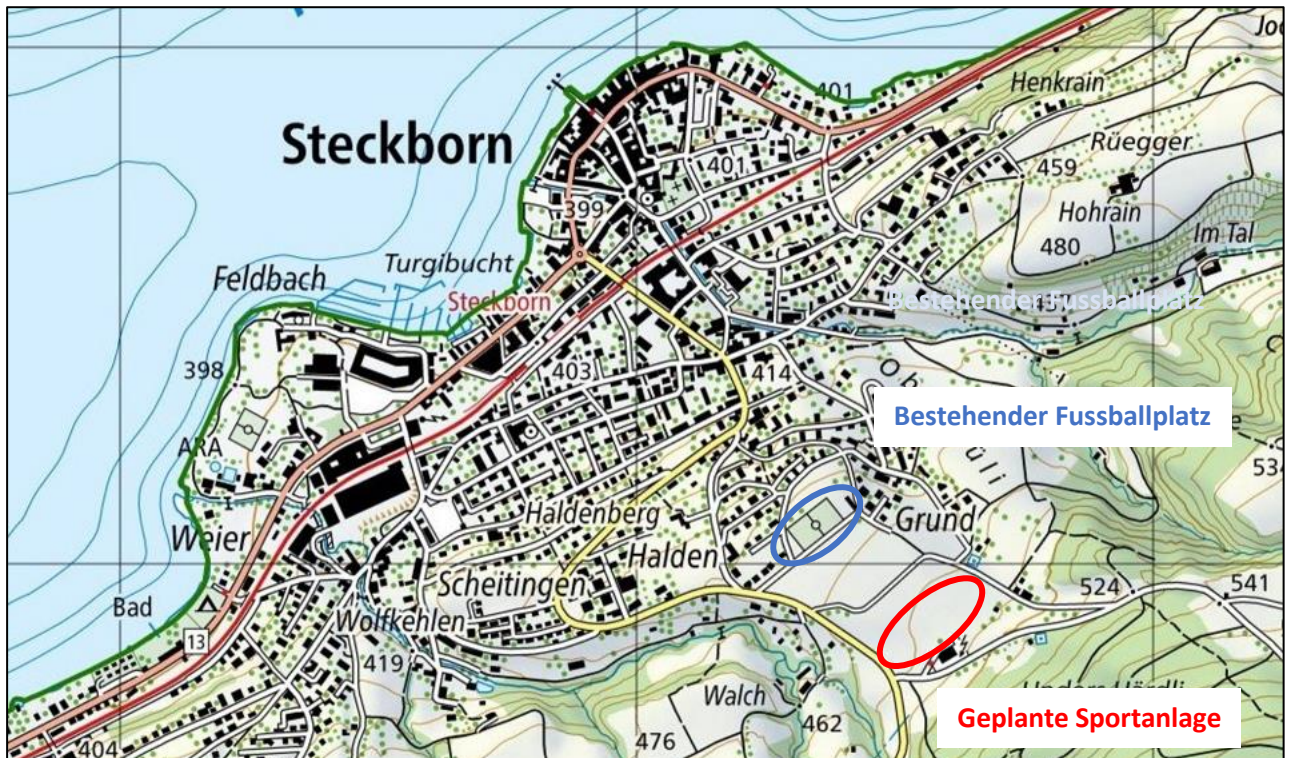 Henkrain
401
Steckborn
Rüegger
401
459
399
Hohrain
480
Im Tal
Turgibucht
Feldbach
Steckborn
Bestehender Fussballplatz
398
403
414
Bestehender Fussballplatz
ARA
Haldenberg
Grund
Weier
Halden
Scheitingen
524
541
Bad
Wolfkehlen
13
419
Walch
Geplante Sportanlage
462
476
404